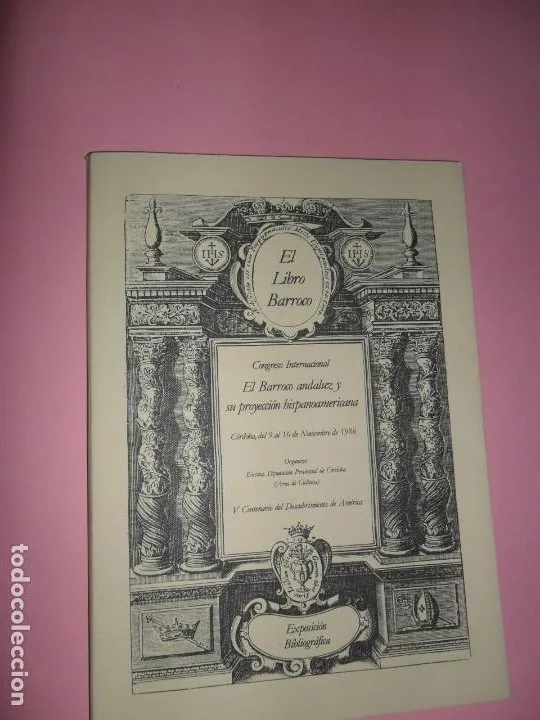 El
Libro
Barroco
IHS
IHS
Congreso Internacional
El Barroco andaluz y
su proyección hispanoamericana
Córdoba, del 9 al 16 de Noviembre de 1986
Organiza:
Excma. Diputación Provincial de Córdoba
(Area de Cultura)
V Centenario del Descubrimiento de América
Exposición
Bibliográfica
todocoleccion